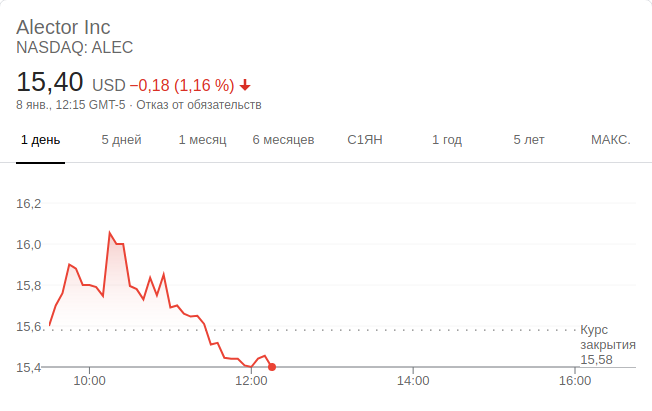 Alector Inc
NASDAQ: ALEC
15,40 USD −0,18 (1,16 %)
8 янв., 12:15 GMT-5 · Отказ от обязательств
1 день 5 дней 1 месяц 6 месяцев С1ЯН 1 год 5 лет МАКС.
16,2
16,0
15,8
15,6
Курс
закрытия
15,58
15,4
10:00 12:00 14:00 16:00